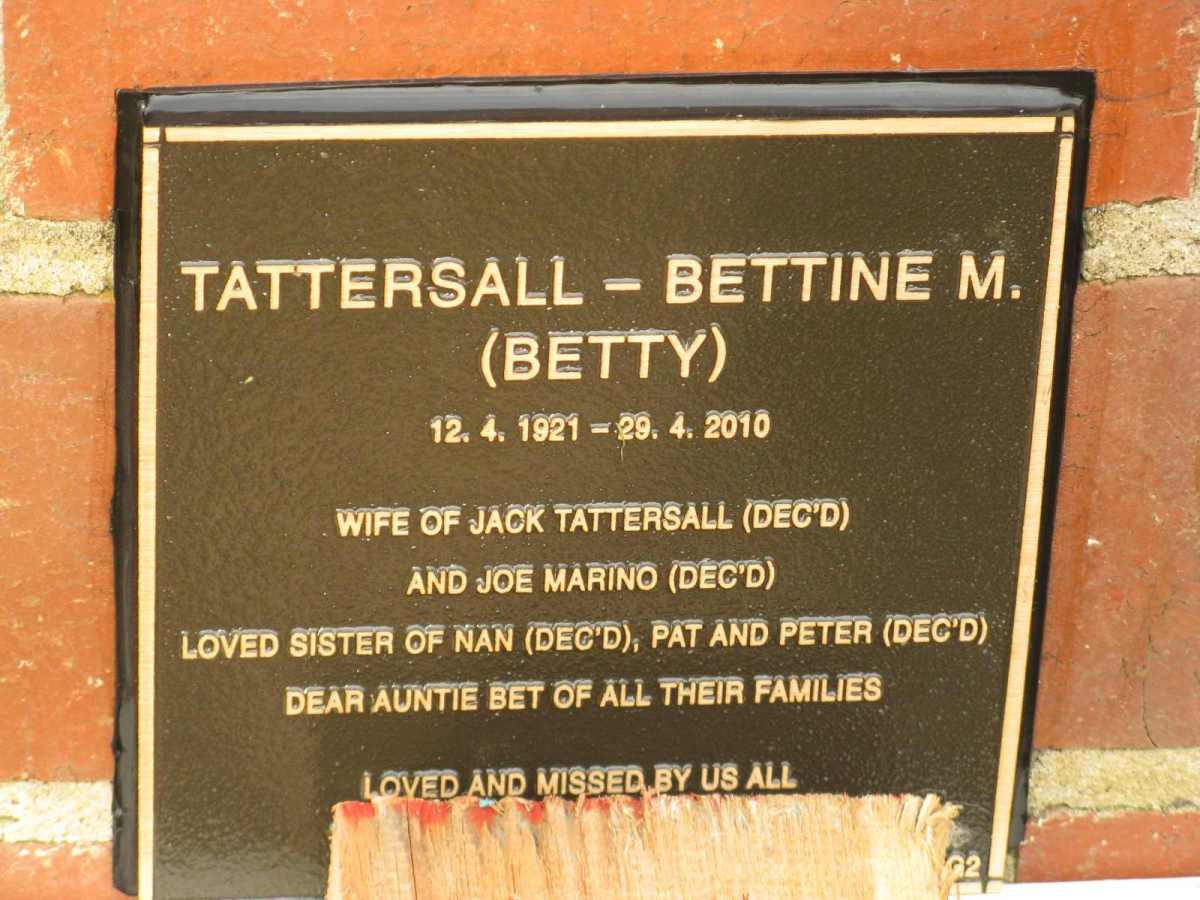 TATTERSALL – BETTINE M.
(BETTY)
12. 4. 1921 – 29. 4. 2010
WIFE OF JACK TATTERSALL (DEC'D)
AND JOE MARINO (DEC'D)
LOVED SISTER OF NAN (DEC'D), PAT AND PETER (DEC'D)
DEAR AUNTIE BET OF ALL THEIR FAMILIES
LOVED AND MISSED BY US ALL